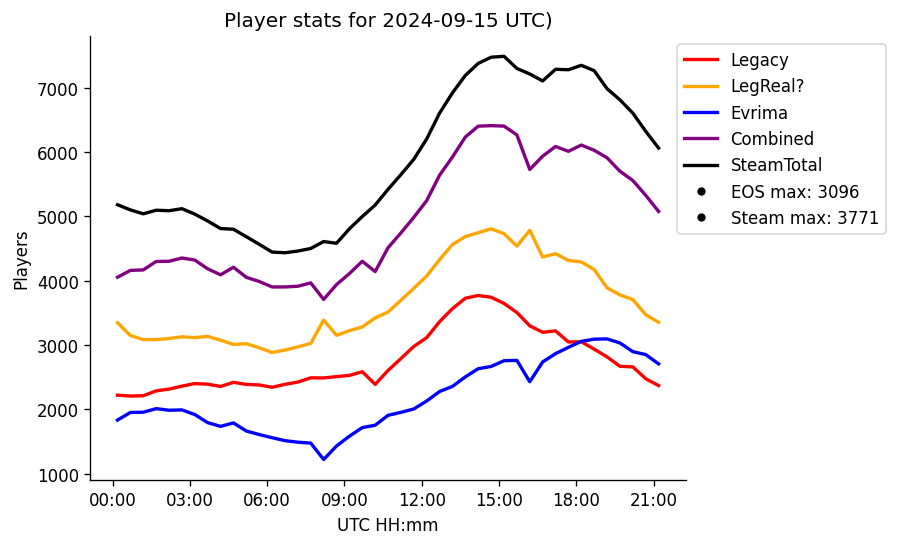 Player stats for 2024-09-15 UTC)
Players
7000
6000
5000
4000
3000
2000
1000
00:00 03:00 06:00 09:00 12:00 15:00 18:00 21:00
UTC HH:mm
Legacy
LegReal?
Evrima
Combined
SteamTotal
EOS max: 3096
Steam max: 3771